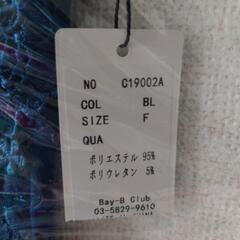 NO C19002A
COL BL
SIZE F
QUA
ポリエステル 95%
ポリウレタン 5%
Bay-B Club
03-5829-9610